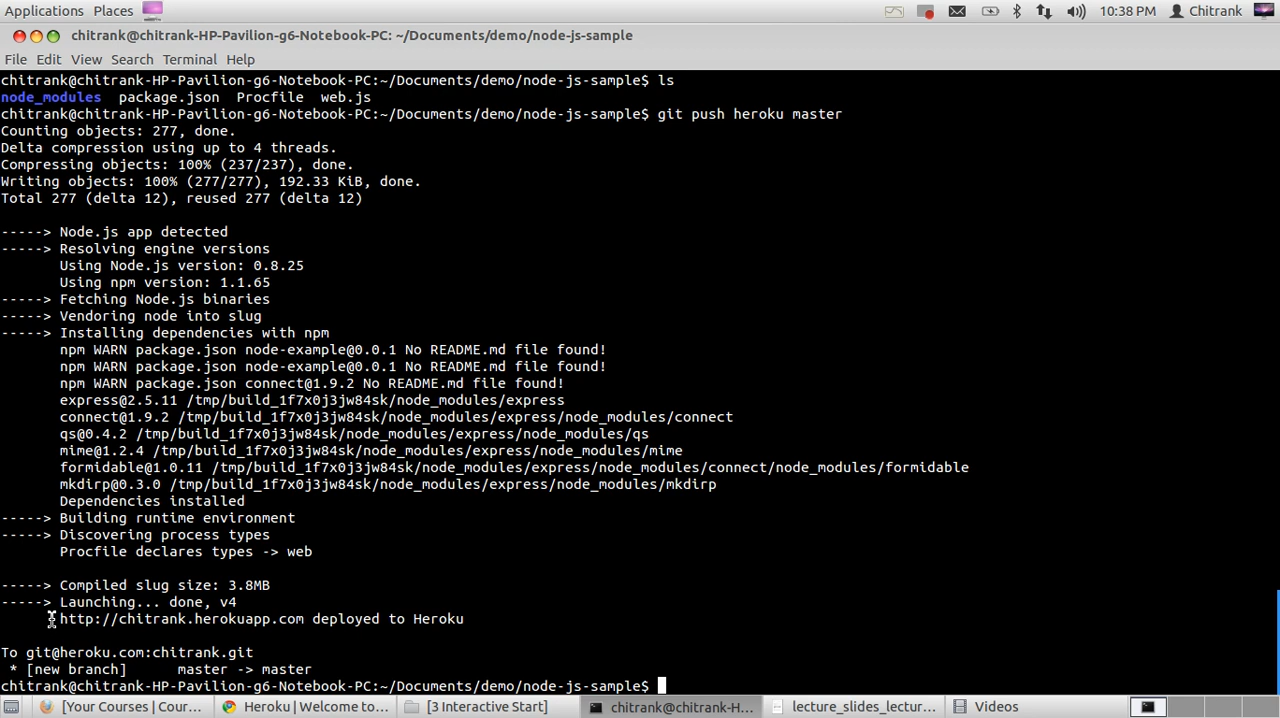 Applications Places 10:38 PM Chitrank
chitrank@chitrank-HP-Pavilion-g6-Notebook-PC: ~/Documents/demo/node-js-sample
File Edit View Search Terminal Help
chitrank@chitrank-HP-Pavilion-g6-Notebook-PC:~/Documents/demo/node-js-sample$ ls
node_modules  package.json  Procfile  web.js
chitrank@chitrank-HP-Pavilion-g6-Notebook-PC:~/Documents/demo/node-js-sample$ git push heroku master
Counting objects: 277, done.
Delta compression using up to 4 threads.
Compressing objects: 100% (237/237), done.
Writing objects: 100% (277/277), 192.33 KiB, done.
Total 277 (delta 12), reused 277 (delta 12)
-----> Node.js app detected
-----> Resolving engine versions
       Using Node.js version: 0.8.25
       Using npm version: 1.1.65
-----> Fetching Node.js binaries
-----> Vendoring node into slug
-----> Installing dependencies with npm
       npm WARN package.json node-example@0.0.1 No README.md file found!
       npm WARN package.json node-example@0.0.1 No README.md file found!
       npm WARN package.json connect@1.9.2 No README.md file found!
       express@2.5.11 /tmp/build_1f7x0j3jw84sk/node_modules/express
       connect@1.9.2 /tmp/build_1f7x0j3jw84sk/node_modules/express/node_modules/connect
       qs@0.4.2 /tmp/build_1f7x0j3jw84sk/node_modules/express/node_modules/qs
       mime@1.2.4 /tmp/build_1f7x0j3jw84sk/node_modules/express/node_modules/mime
       formidable@1.0.11 /tmp/build_1f7x0j3jw84sk/node_modules/express/node_modules/connect/node_modules/formidable
       mkdirp@0.3.0 /tmp/build_1f7x0j3jw84sk/node_modules/express/node_modules/mkdirp
       Dependencies installed
-----> Building runtime environment
-----> Discovering process types
       Procfile declares types -> web
-----> Compiled slug size: 3.8MB
-----> Launching... done, v4
       http://chitrank.herokuapp.com deployed to Heroku
To git@heroku.com:chitrank.git
 * [new branch]      master -> master
chitrank@chitrank-HP-Pavilion-g6-Notebook-PC:~/Documents/demo/node-js-sample$
[Your Courses | Cour... Heroku | Welcome to... [3 Interactive Start] chitrank@chitrank-H... lecture_slides_lectur... Videos